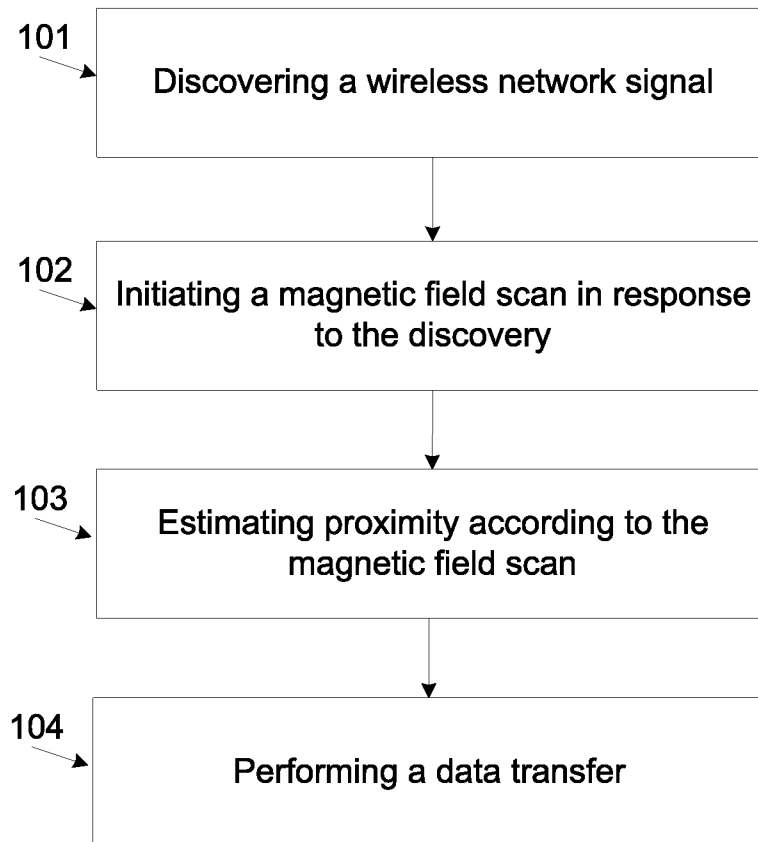 101
Discovering a wireless network signal
102
Initiating a magnetic field scan in response
to the discovery
103
Estimating proximity according to the
magnetic field scan
104
Performing a data transfer